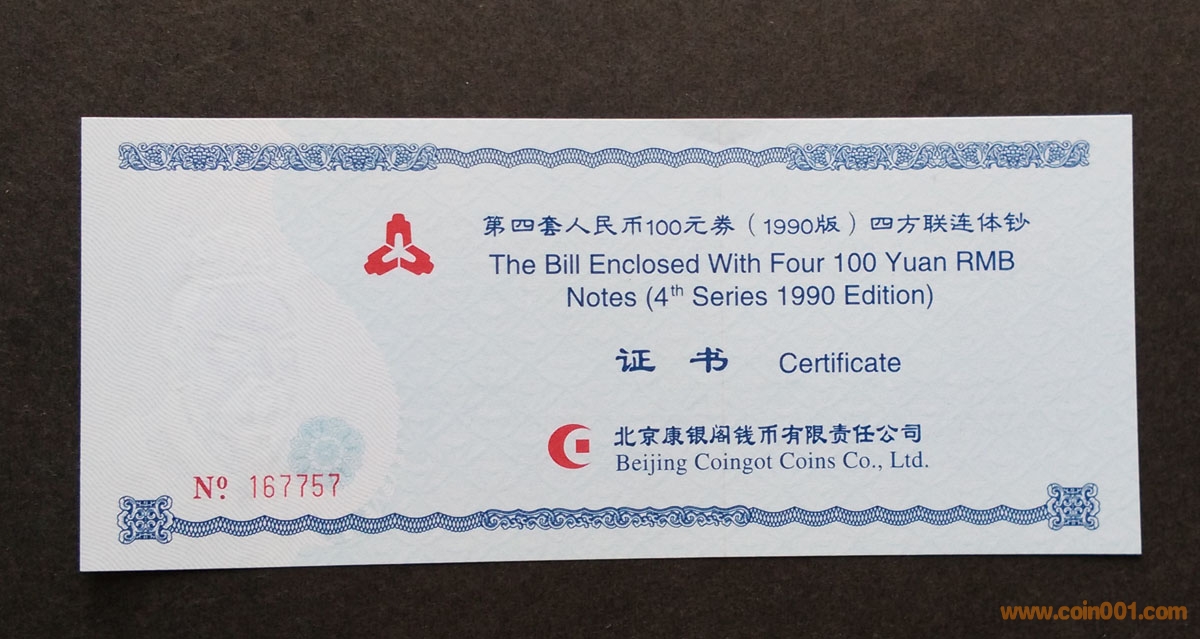 第四套人民币100元券（1990版）四方联连体钞
The Bill Enclosed With Four 100 Yuan RMB
Notes (4th Series 1990 Edition)
证书 Certificate
北京康银阁钱币有限责任公司
Beijing Coingot Coins Co., Ltd.
Nº 167757
www.coin001.com